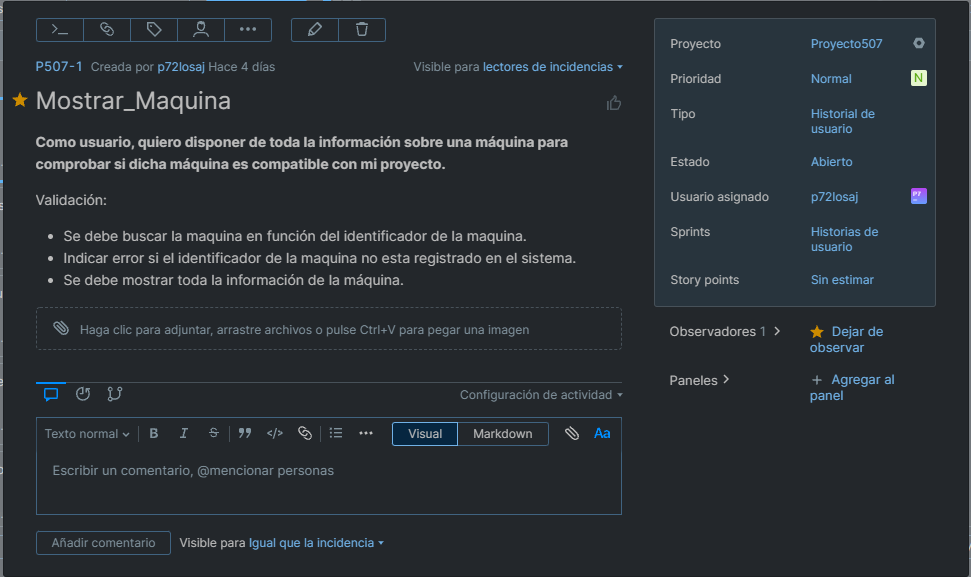 P507-1 Creada por p72losaj Hace 4 días
Visible para lectores de incidencias
Mostrar_Maquina
Como usuario, quiero disponer de toda la información sobre una máquina para
comprobar si dicha máquina es compatible con mi proyecto.
Validación:
• Se debe buscar la maquina en función del identificador de la maquina.
• Indicar error si el identificador de la maquina no esta registrado en el sistema.
• Se debe mostrar toda la información de la máquina.
Haga clic para adjuntar, arrastre archivos o pulse Ctrl+V para pegar una imagen
Configuración de actividad
Texto normal B I S Visual Markdown Aa
Escribir un comentario, @mencionar personas
Añadir comentario Visible para Igual que la incidencia
Proyecto Proyecto507
Prioridad Normal N
Tipo Historial de
usuario
Estado Abierto
Usuario asignado p72losaj
Sprints Historias de
usuario
Story points Sin estimar
Observadores 1 Dejar de
observar
Paneles + Agregar al
panel